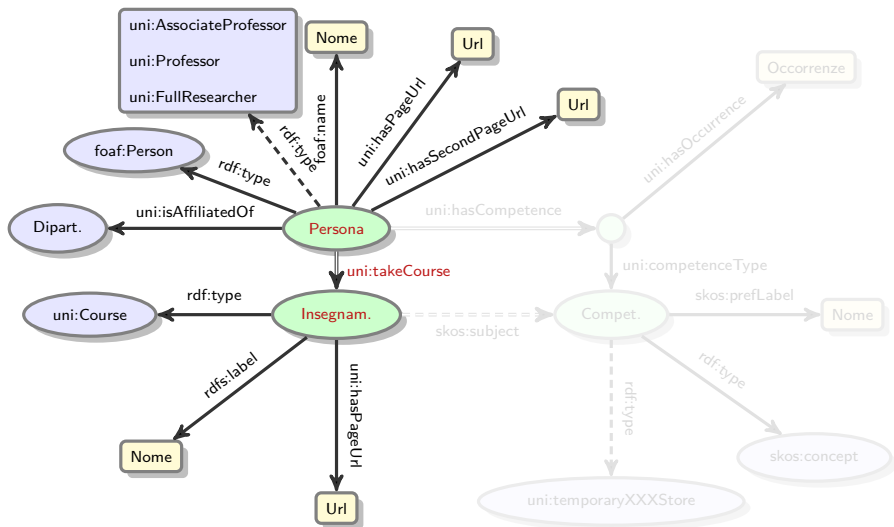 uni:AssociateProfessor
uni:Professor
uni:FullResearcher
Nome
Url
Occorrenze
Url
foaf:Person
rdf:type
rdf:type
foaf:name
uni:hasPageUrl
uni:hasSecondPageUrl
uni:hasOccurrence
Dipart.
uni:isAffiliatedOf
Persona
uni:hasCompetence
uni:takeCourse
uni:competenceType
uni:Course
rdf:type
Insegnam.
skos:subject
Compet.
skos:prefLabel
Nome
rdfs:label
uni:hasPageUrl
rdf:type
rdf:type
Nome
skos:concept
Url
uni:temporaryXXXStore